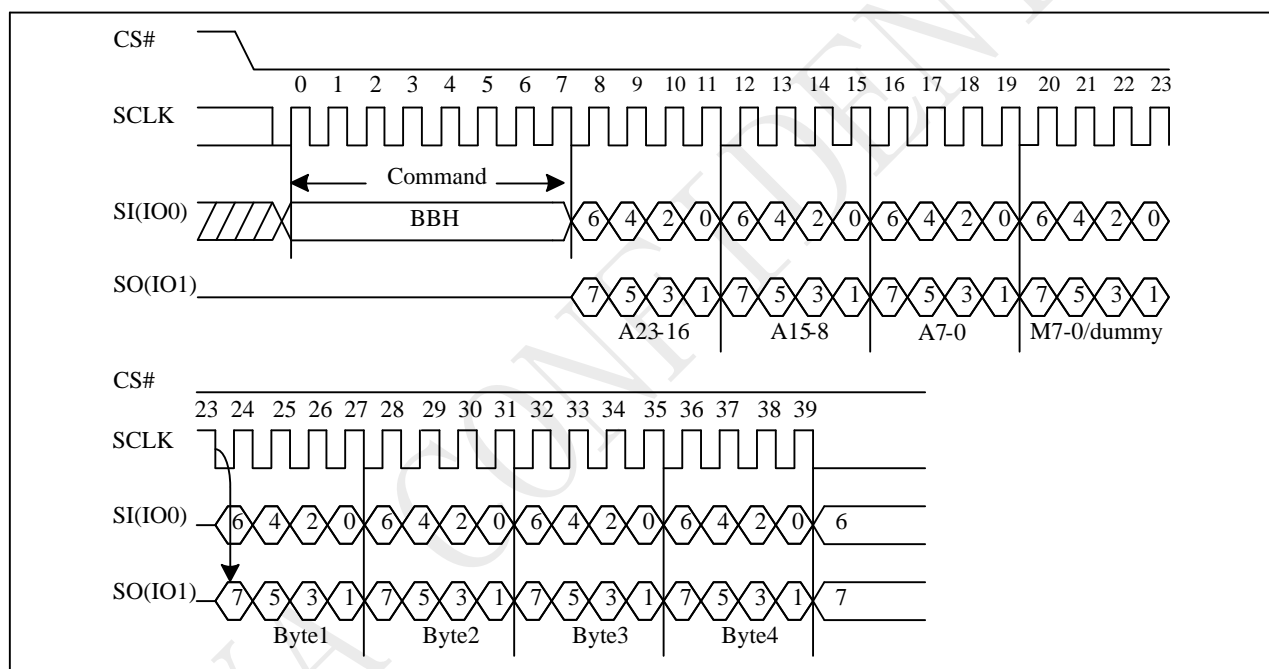 CS#
0 1 2 3 4 5 6 7 8 9 10 11 12 13 14 15 16 17 18 19 20 21 22 23
SCLK
Command
SI(IO0) BBH 6 4 2 0 6 4 2 0 6 4 2 0 6 4 2 0
SO(IO1) 7 5 3 1 7 5 3 1 7 5 3 1 7 5 3 1
A23-16 A15-8 A7-0 M7-0/dummy
CS#
23 24 25 26 27 28 29 30 31 32 33 34 35 36 37 38 39
SCLK
SI(IO0) 6 4 2 0 6 4 2 0 6 4 2 0 6 4 2 0 6
SO(IO1) 7 5 3 1 7 5 3 1 7 5 3 1 7 5 3 1 7
Byte1 Byte2 Byte3 Byte4